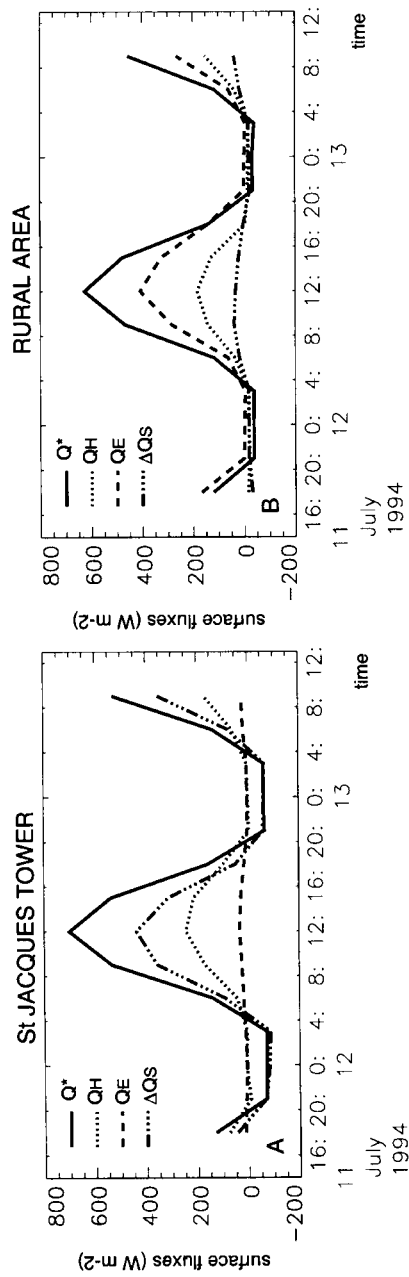 St JACQUES TOWER
surface fluxes (W m-2)
800
600
400
200
0
-200
Q*
QH
QE
ΔQS
A
16: 20: 0: 4: 8: 12: 16: 20: 0: 4: 8: 12:
11 12 13 time
July
1994
RURAL AREA
surface fluxes (W m-2)
800
600
400
200
0
-200
Q*
QH
QE
ΔQS
B
16: 20: 0: 4: 8: 12: 16: 20: 0: 4: 8: 12:
11 12 13 time
July
1994